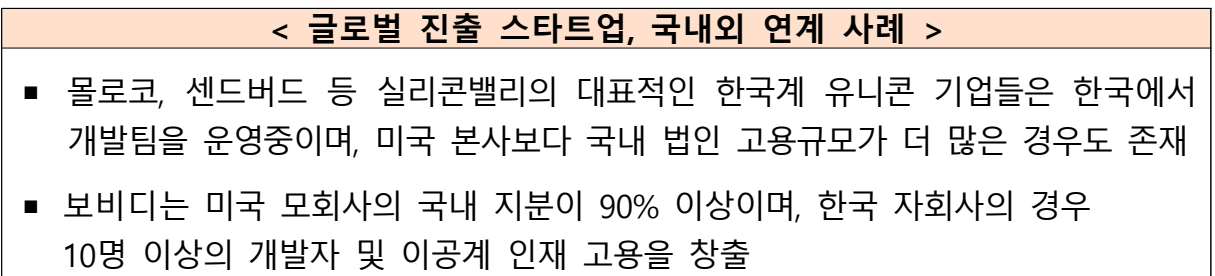 < 글로벌 진출 스타트업, 국내외 연계 사례 >
▪ 몰로코, 센드버드 등 실리콘밸리의 대표적인 한국계 유니콘 기업들은 한국에서
개발팀을 운영중이며, 미국 본사보다 국내 법인 고용규모가 더 많은 경우도 존재
▪ 보비디는 미국 모회사의 국내 지분이 90% 이상이며, 한국 자회사의 경우
10명 이상의 개발자 및 이공계 인재 고용을 창출